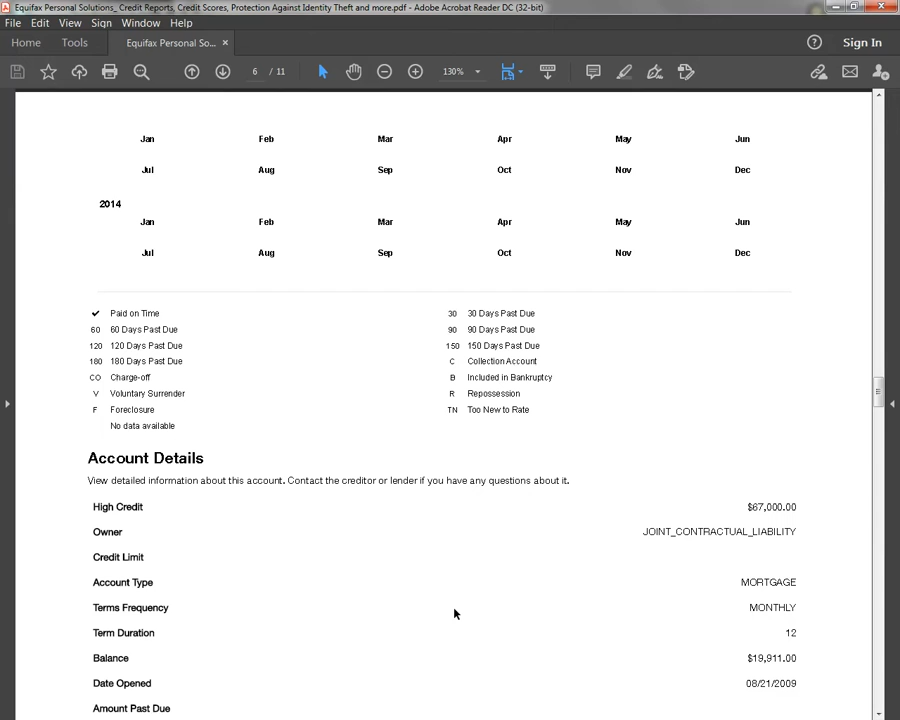 Equifax Personal Solutions_ Credit Reports, Credit Scores, Protection Against Identity Theft and more.pdf - Adobe Acrobat Reader DC (32-bit)
File Edit View Sign Window Help
Home Tools Equifax Personal So... × Sign In
6 / 11 130%
Jan Feb Mar Apr May Jun
Jul Aug Sep Oct Nov Dec
2014
Jan Feb Mar Apr May Jun
Jul Aug Sep Oct Nov Dec
✓ Paid on Time 30 30 Days Past Due
60 60 Days Past Due 90 90 Days Past Due
120 120 Days Past Due 150 150 Days Past Due
180 180 Days Past Due C Collection Account
CO Charge-off B Included in Bankruptcy
V Voluntary Surrender R Repossession
F Foreclosure TN Too New to Rate
No data available
Account Details
View detailed information about this account. Contact the creditor or lender if you have any questions about it.
High Credit $67,000.00
Owner JOINT_CONTRACTUAL_LIABILITY
Credit Limit
Account Type MORTGAGE
Terms Frequency MONTHLY
Term Duration 12
Balance $19,911.00
Date Opened 08/21/2009
Amount Past Due